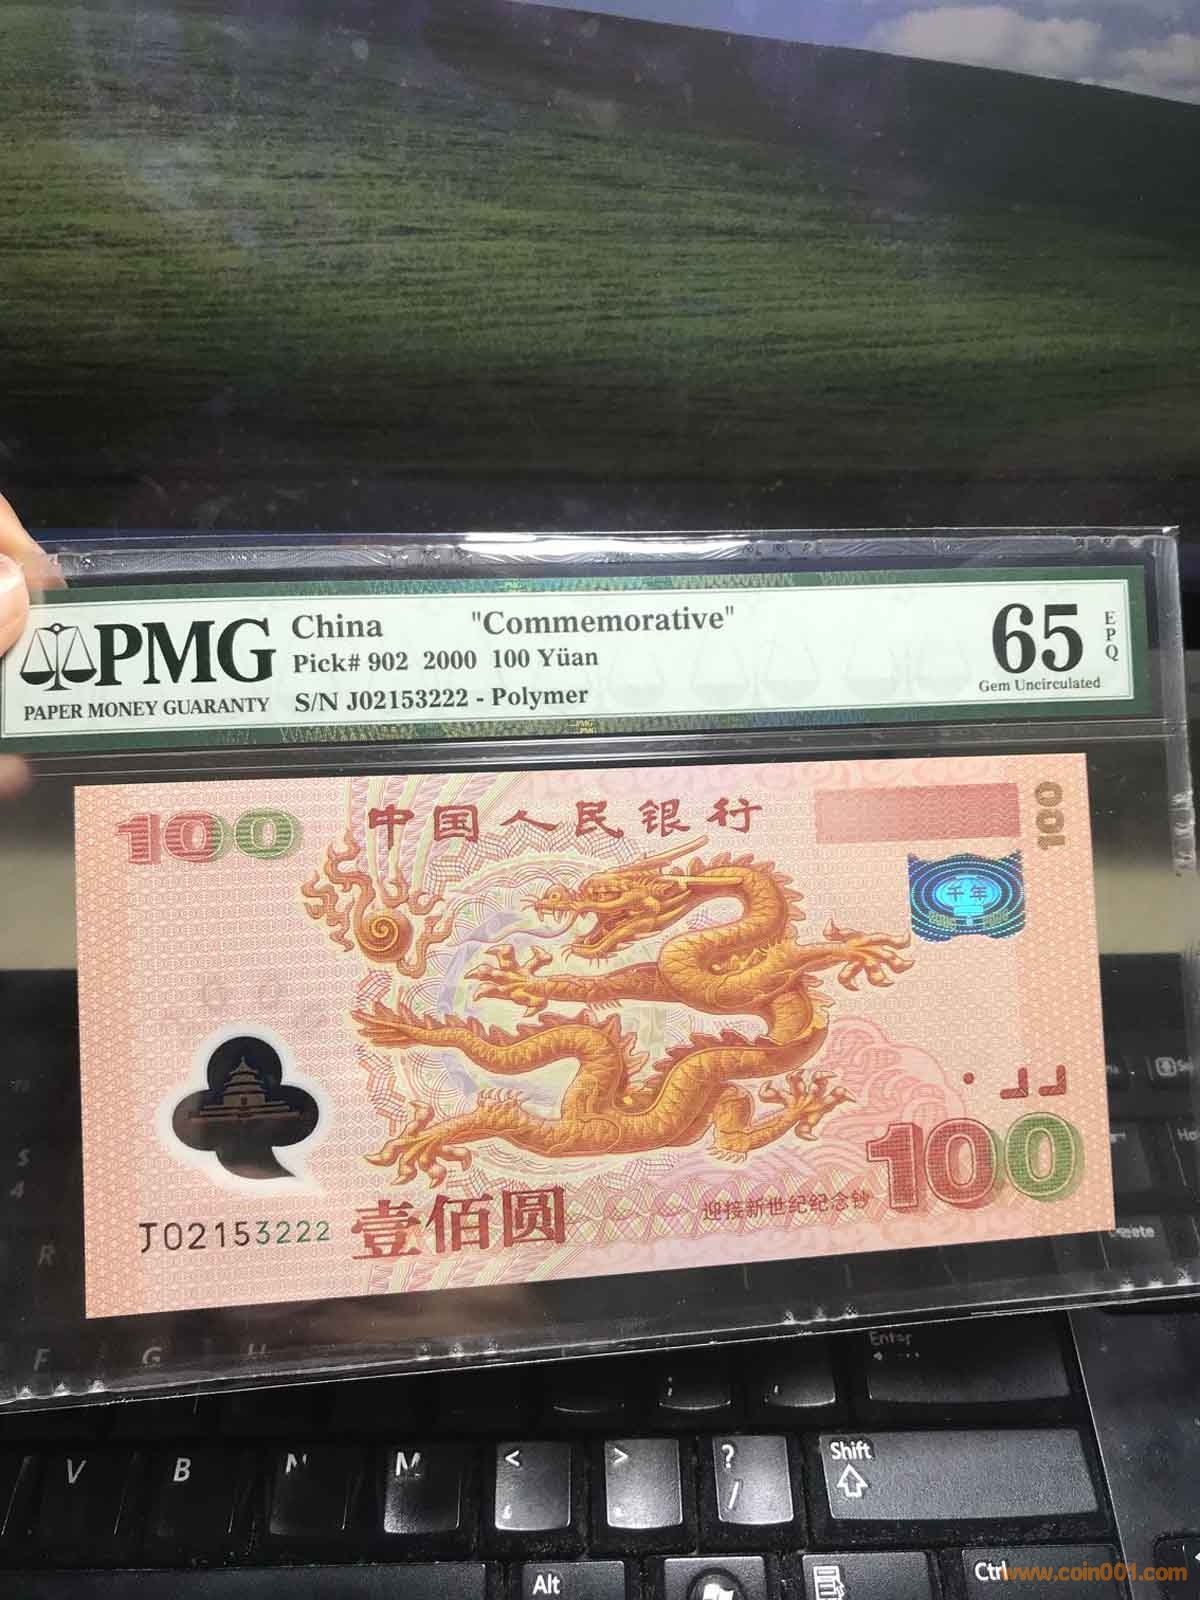 PMG
PAPER MONEY GUARANTY
China "Commemorative"
Pick# 902 2000 100 Yüan
S/N J02153222 - Polymer
65
EPQ
Gem Uncirculated
100
中国人民银行
100
千年
100
迎接新世纪纪念钞
壹佰圆
J02153222
S
4
R
F
G
H
Enter
;
V
B
N
M
<
>
?
/
Shift
Alt
Ctrl
www.coin001.com